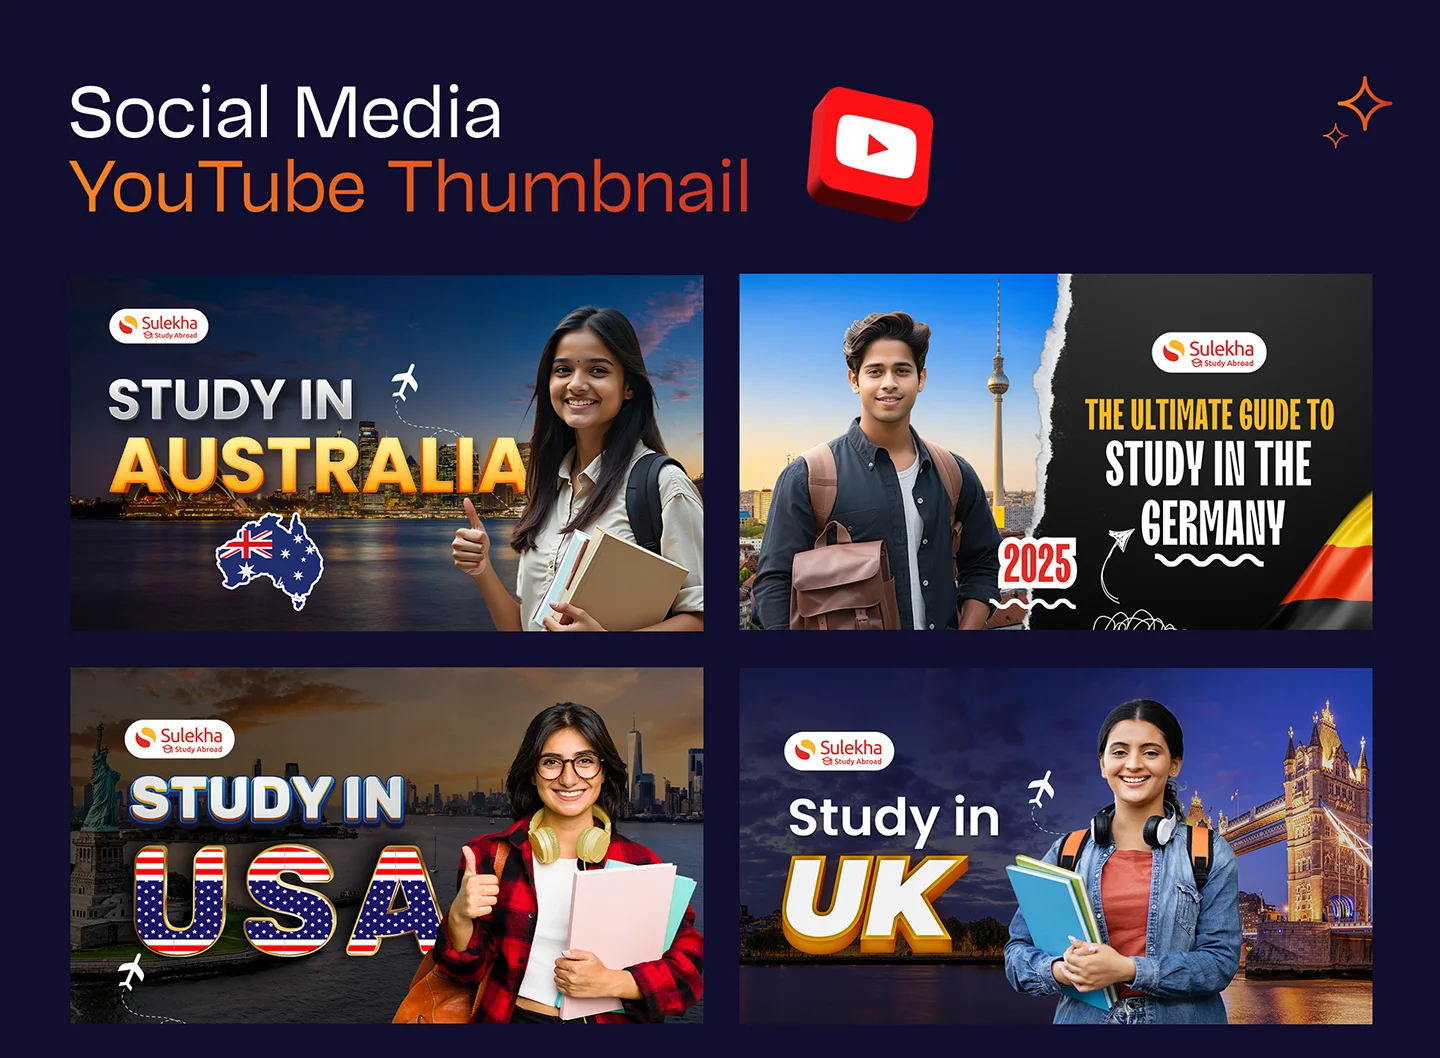 Social Media
YouTube Thumbnail
Sulekha
Study Abroad
STUDY IN
AUSTRALIA
Sulekha
Study Abroad
THE ULTIMATE GUIDE TO
STUDY IN THE
GERMANY
2025
Sulekha
Study Abroad
STUDY IN
USA
Sulekha
Study Abroad
Study in
UK